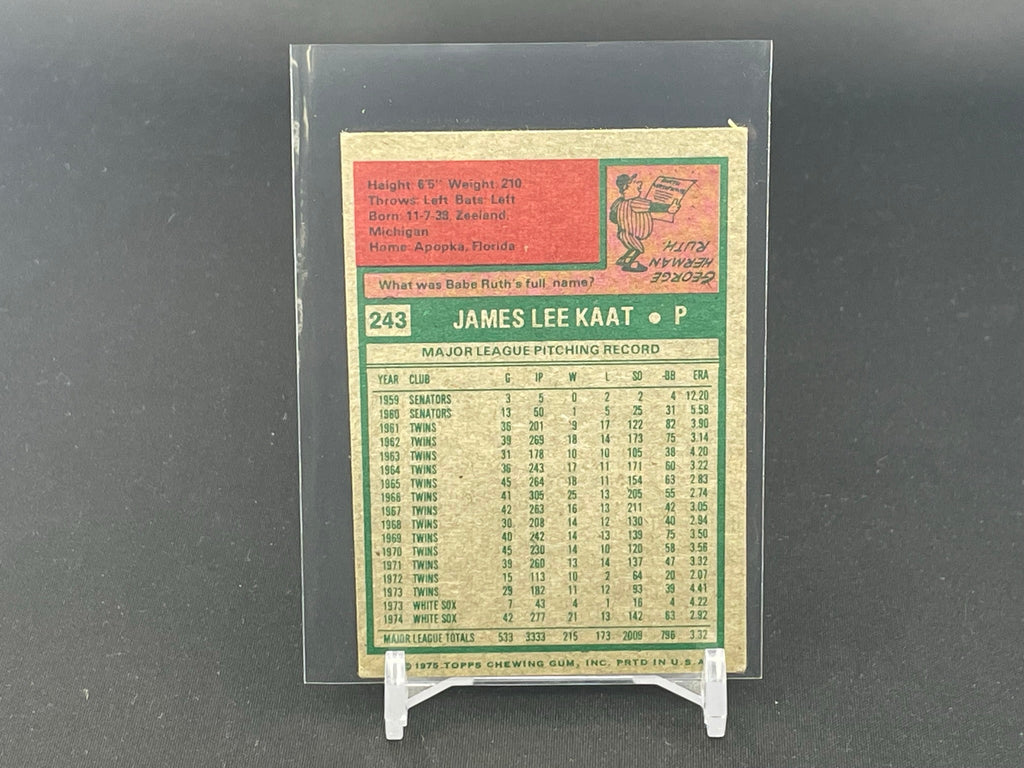 Height 6'5" Weight 210
Throws: Left Bats: Left
Born: 11-7-38, Zeeland,
Michigan
Home: Apopka, Florida
GEORGE
HERMAN
RUTH
What was Babe Ruth's full name?
243 JAMES LEE KAAT • P
MAJOR LEAGUE PITCHING RECORD
YEAR CLUB G IP W L SO BB ERA
1959 SENATORS 3 5 0 2 2 4 12.20
1960 SENATORS 13 50 1 5 25 31 5.58
1961 TWINS 36 201 9 17 122 82 3.90
1962 TWINS 39 269 18 14 173 75 3.14
1963 TWINS 31 178 10 10 105 38 4.20
1964 TWINS 36 243 17 11 171 60 3.22
1965 TWINS 45 264 18 11 154 63 2.83
1966 TWINS 41 305 25 13 205 55 2.74
1967 TWINS 42 263 16 13 211 42 3.05
1968 TWINS 30 208 14 12 130 40 2.94
1969 TWINS 40 242 14 13 139 75 3.50
1970 TWINS 45 230 14 10 120 58 3.56
1971 TWINS 39 260 13 14 137 47 3.32
1972 TWINS 15 113 10 2 64 20 2.07
1973 TWINS 29 182 11 12 93 39 4.41
1973 WHITE SOX 7 43 4 1 16 4 4.22
1974 WHITE SOX 42 277 21 13 142 63 2.92
MAJOR LEAGUE TOTALS 533 3333 215 173 2009 796 3.32
© 1975 TOPPS CHEWING GUM, INC. PRTD IN U.S.A